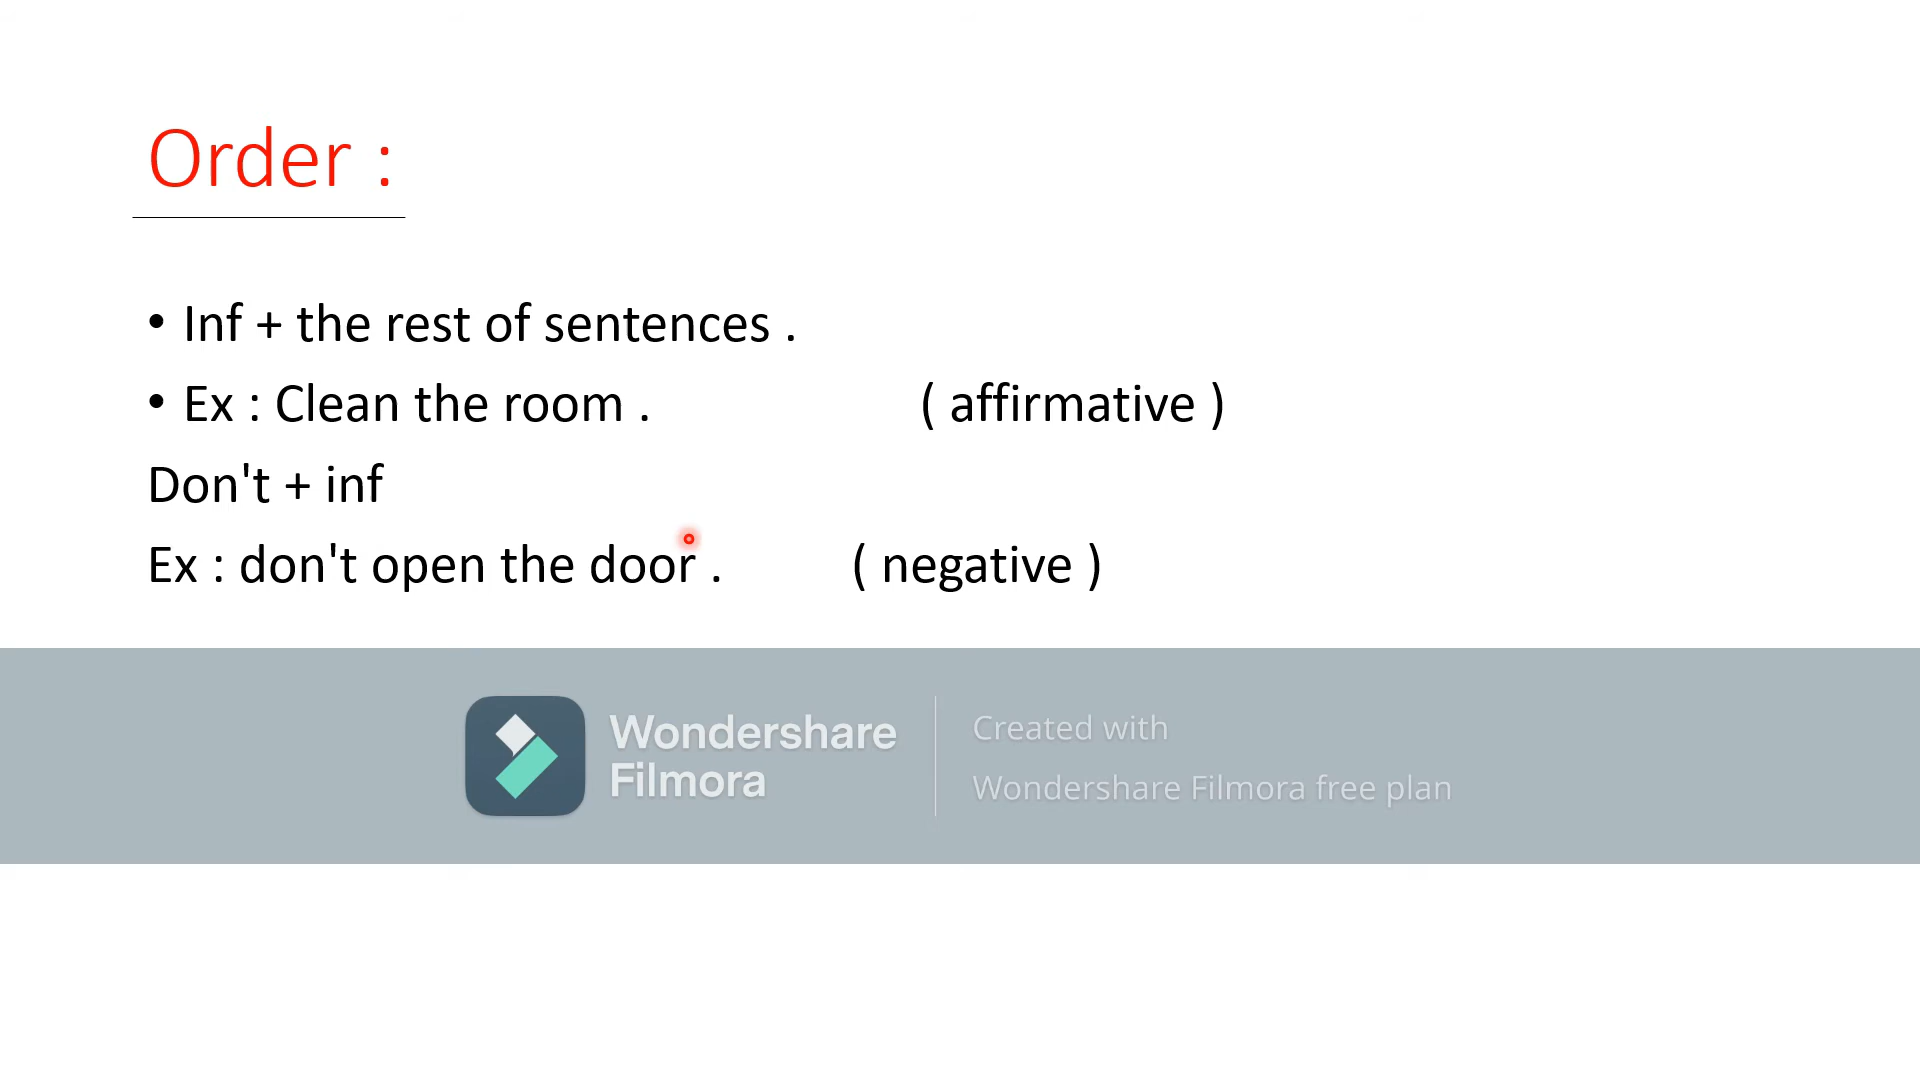 Order :
• Inf + the rest of sentences .
• Ex : Clean the room . ( affirmative )
Don't + inf
Ex : don't open the door . ( negative )
Wondershare
Filmora
Created with
Wondershare Filmora free plan